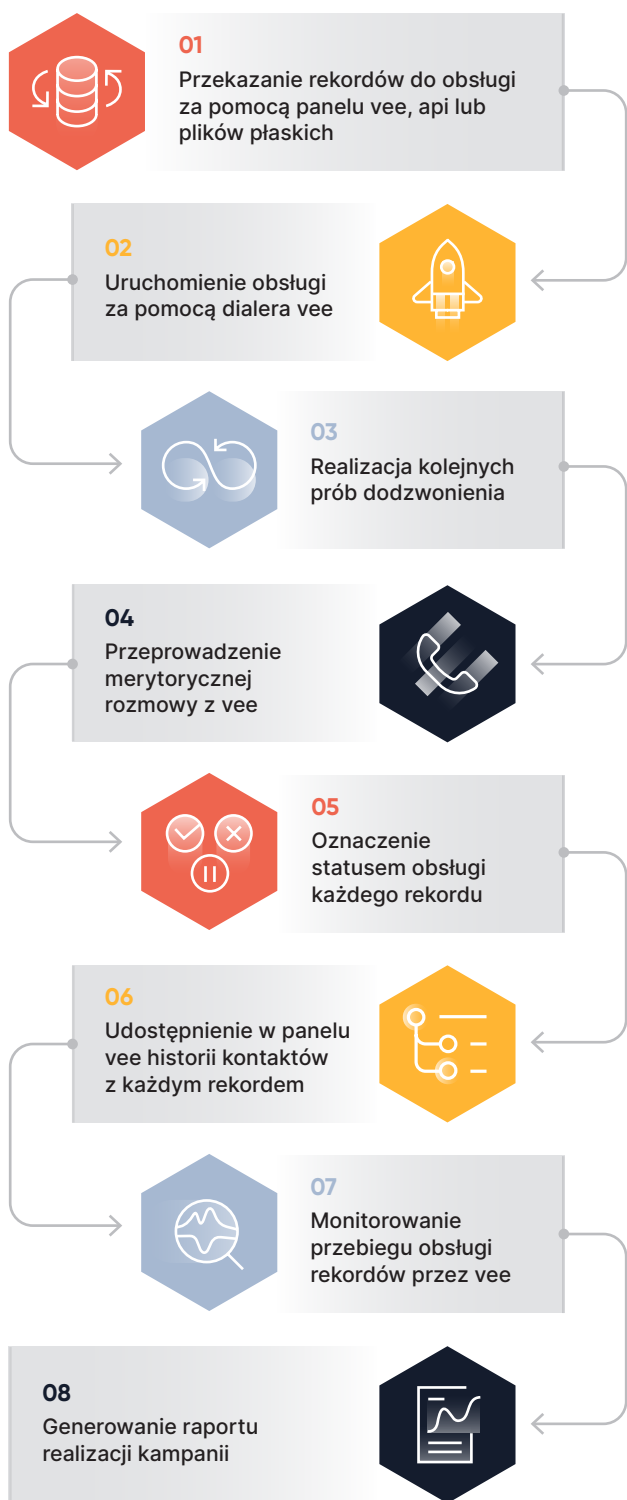 01
Przekazanie rekordów do obsługi
za pomocą panelu vee, api lub
plików płaskich
02
Uruchomienie obsługi
za pomocą dialera vee
03
Realizacja kolejnych
prób dodzwonienia
04
Przeprowadzenie
merytorycznej
rozmowy z vee
05
Oznaczenie
statusem obsługi
każdego rekordu
06
Udostępnienie w panelu
vee historii kontaktów
z każdym rekordem
07
Monitorowanie
przebiegu obsługi
rekordów przez vee
08
Generowanie raportu
realizacji kampanii